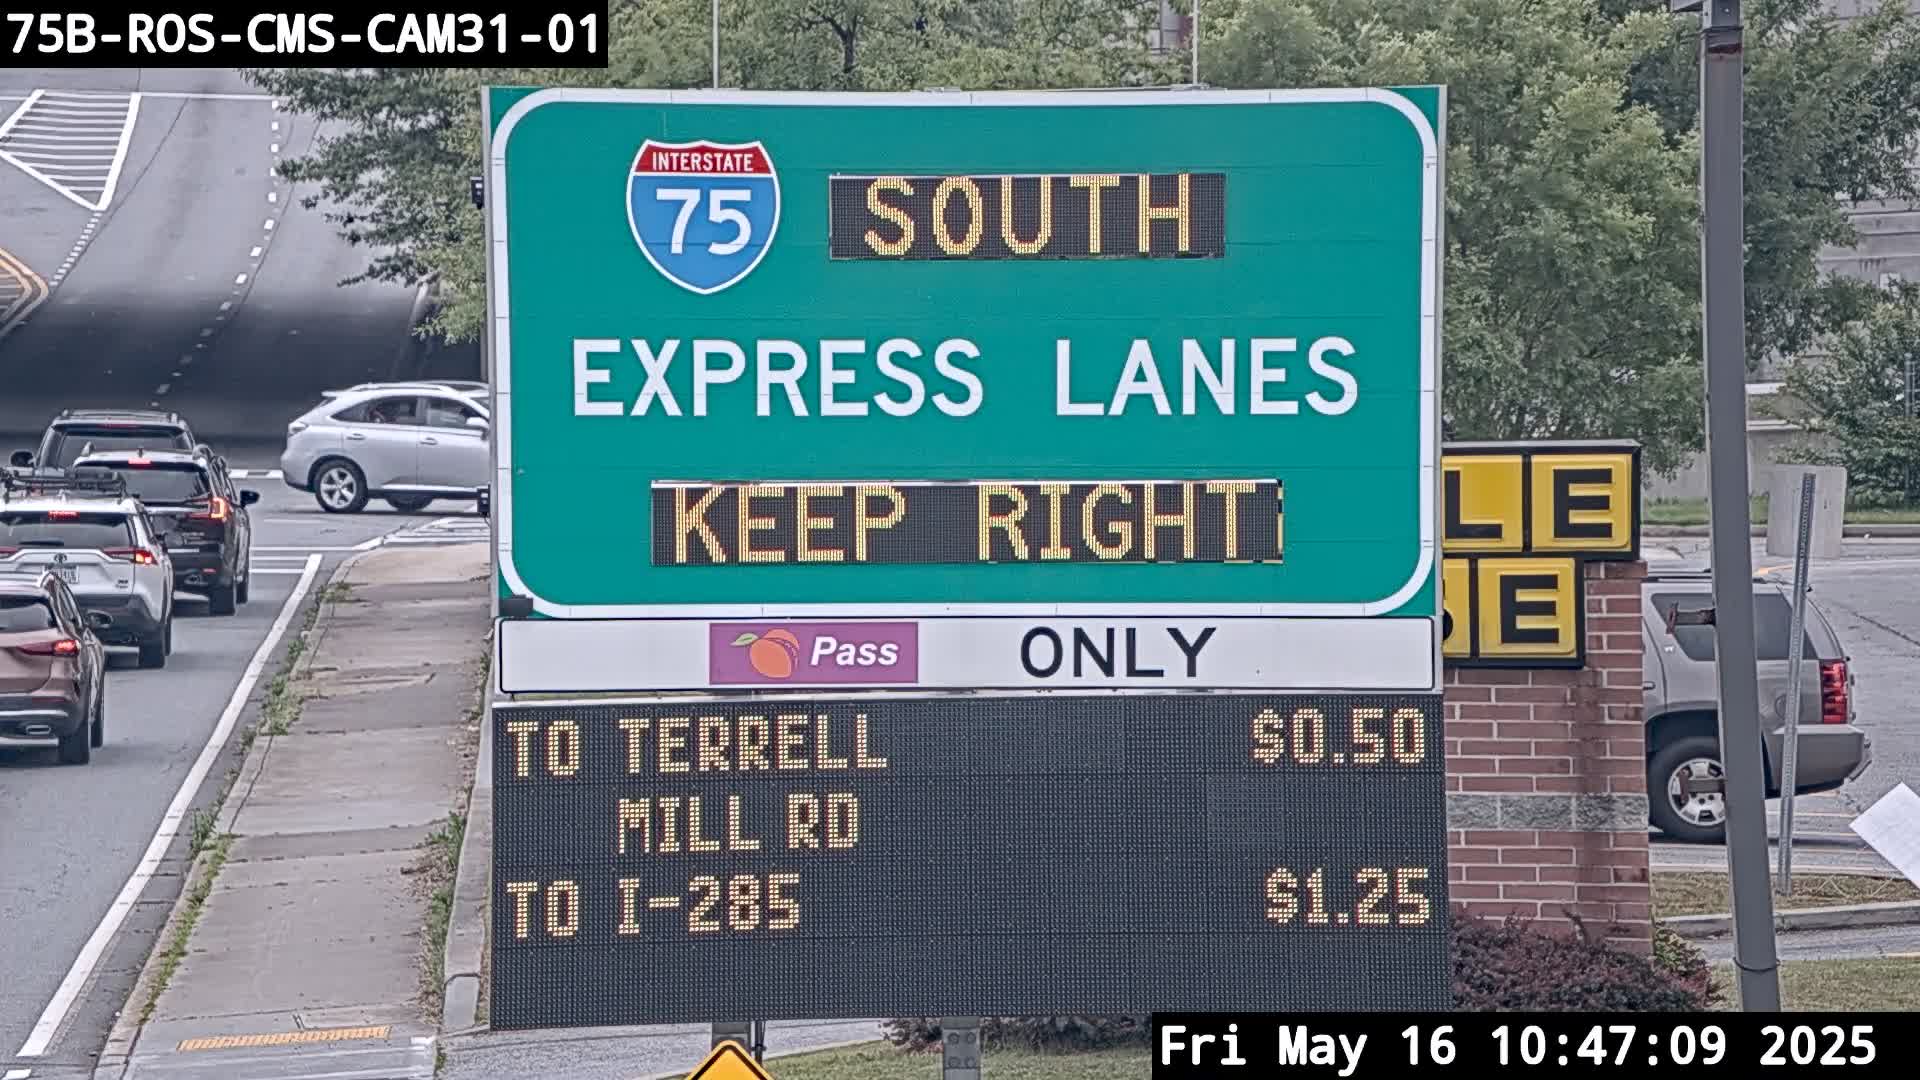 75B-ROS-CMS-CAM31-01
INTERSTATE
75
SOUTH
EXPRESS LANES
KEEP RIGHT
Pass ONLY
TO TERRELL $0.50
MILL RD
TO I-285 $1.25
LE
E
Fri May 16 10:47:09 2025